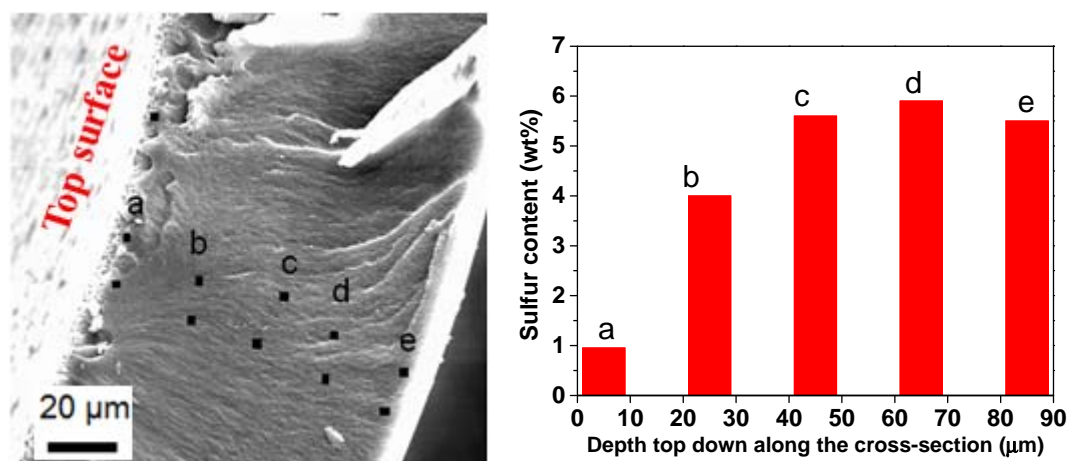 Top surface
a
b
c
d
e
20 µm
7
6
5
4
3
2
1
0
Sulfur content (wt%)
a
b
c
d
e
0 10 20 30 40 50 60 70 80 90
Depth top down along the cross-section (µm)